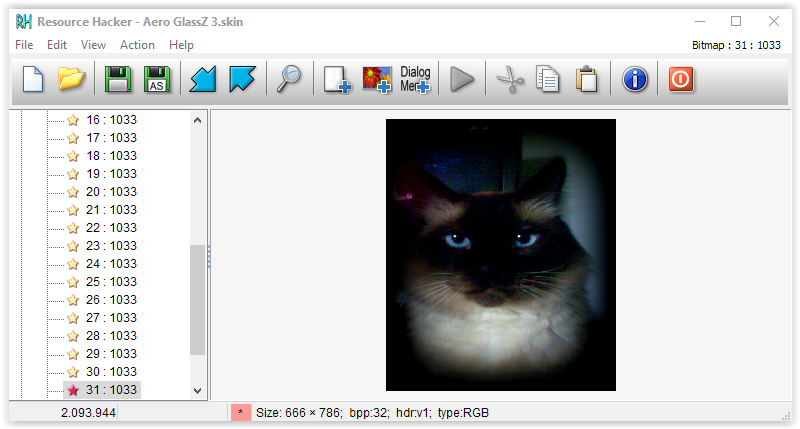 RH Resource Hacker - Aero GlassZ 3.skin
File Edit View Action Help Bitmap : 31 : 1033
AS Dialog
Men
16 : 1033
17 : 1033
18 : 1033
19 : 1033
20 : 1033
21 : 1033
22 : 1033
23 : 1033
24 : 1033
25 : 1033
26 : 1033
27 : 1033
28 : 1033
29 : 1033
30 : 1033
31 : 1033
2.093.944 * Size: 666 × 786; bpp:32; hdr:v1; type:RGB